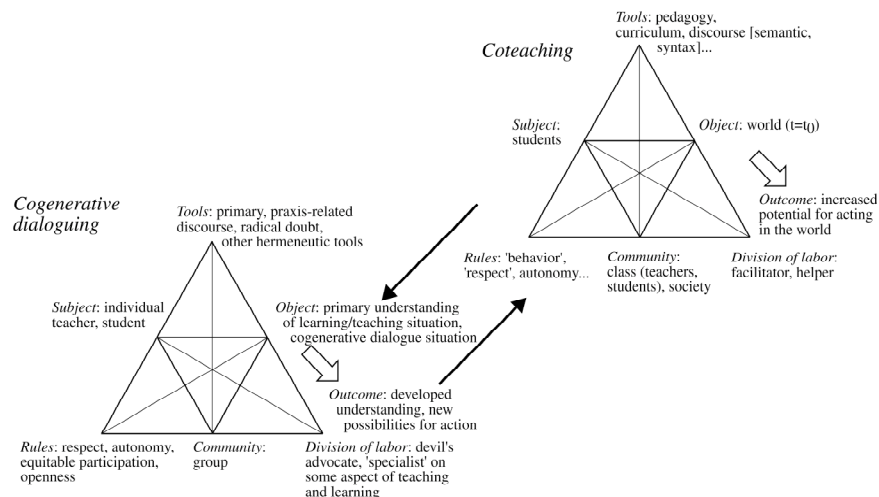 Tools: pedagogy,
curriculum, discourse [semantic,
syntax]...
Coteaching
Subject:
students
Object: world (t=t0)
Outcome: increased
potential for acting
in the world
Rules: 'behavior',
'respect', autonomy...
Community:
class (teachers,
students), society
Division of labor:
facilitator, helper
Cogenerative
dialoguing
Tools: primary, praxis-related
discourse, radical doubt,
other hermeneutic tools
Subject: individual
teacher, student
Object: primary understanding
of learning/teaching situation,
cogenerative dialogue situation
Outcome: developed
understanding, new
possibilities for action
Rules: respect, autonomy,
equitable participation,
openness
Community:
group
Division of labor: devil's
advocate, 'specialist' on
some aspect of teaching
and learning